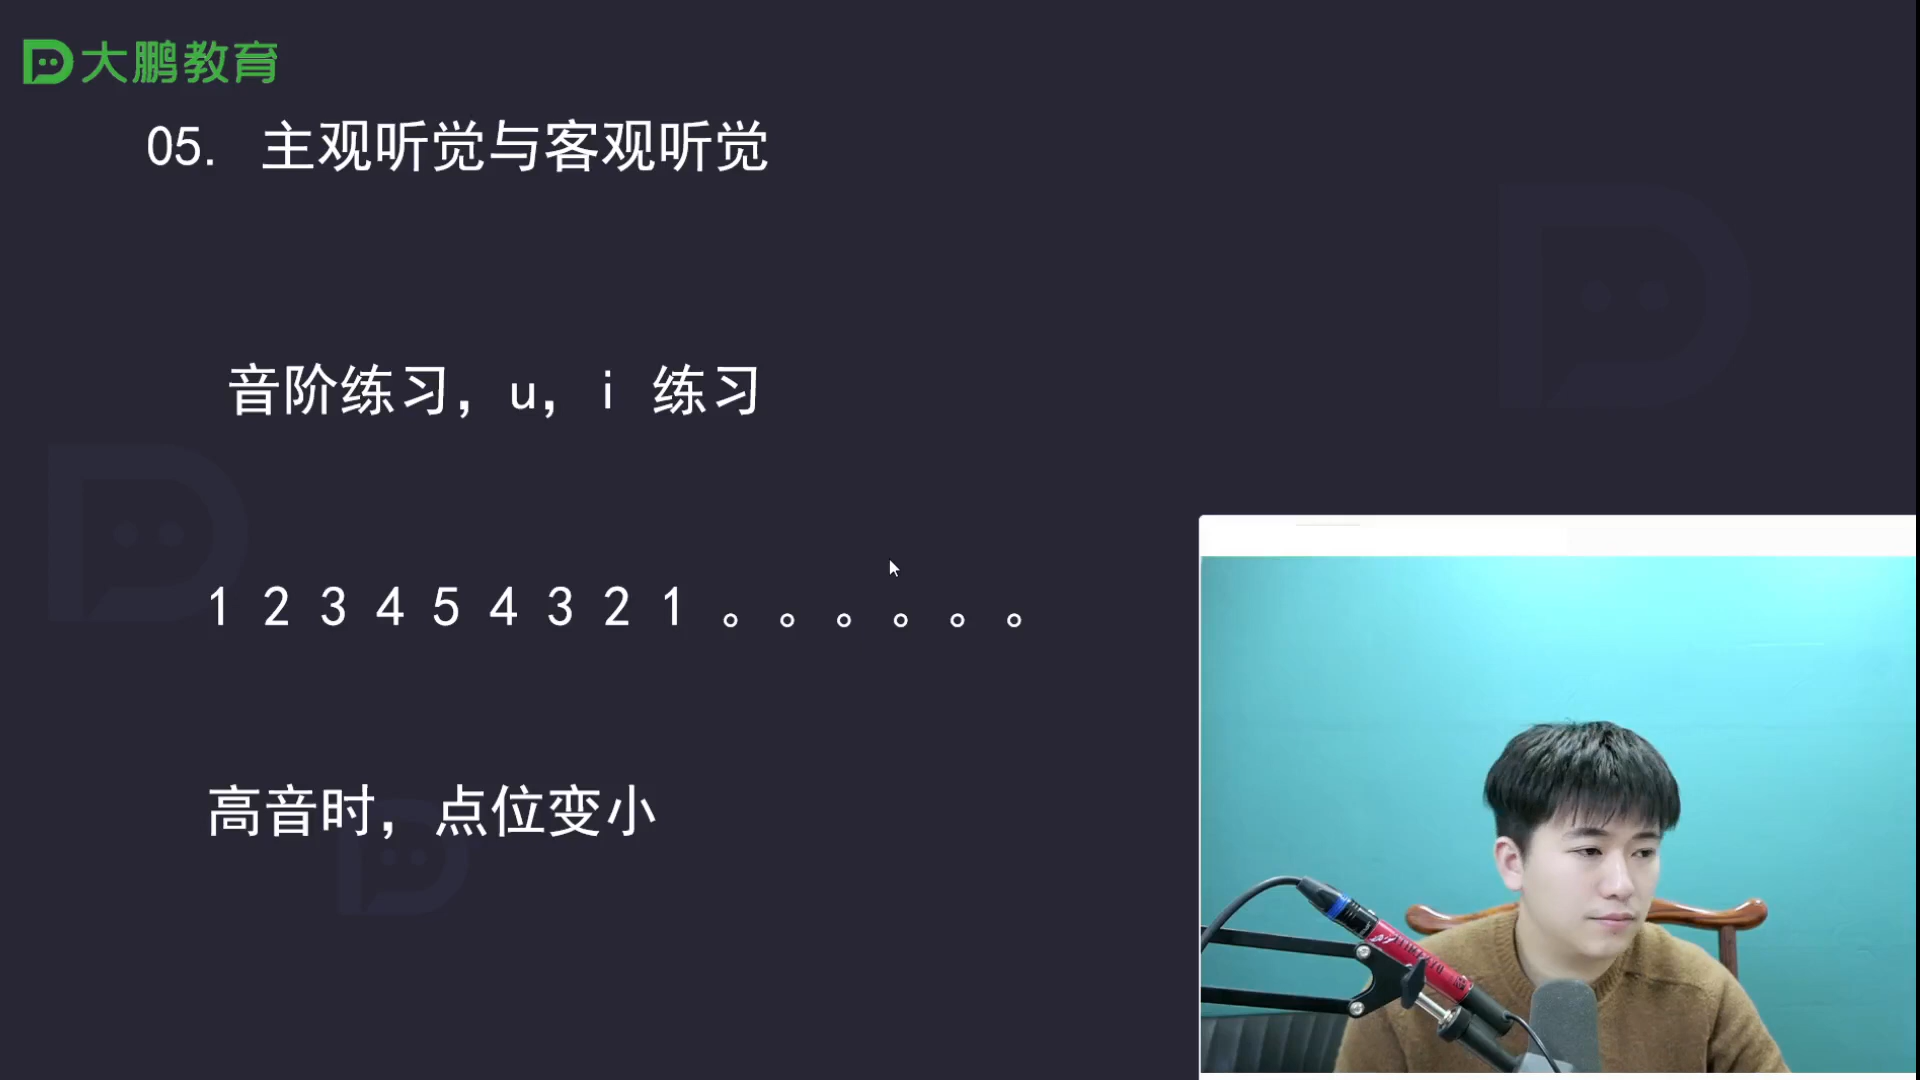 大鹏教育
05. 主观听觉与客观听觉
音阶练习，u，i 练习
1 2 3 4 5 4 3 2 1 。。。。。。
高音时，点位变小